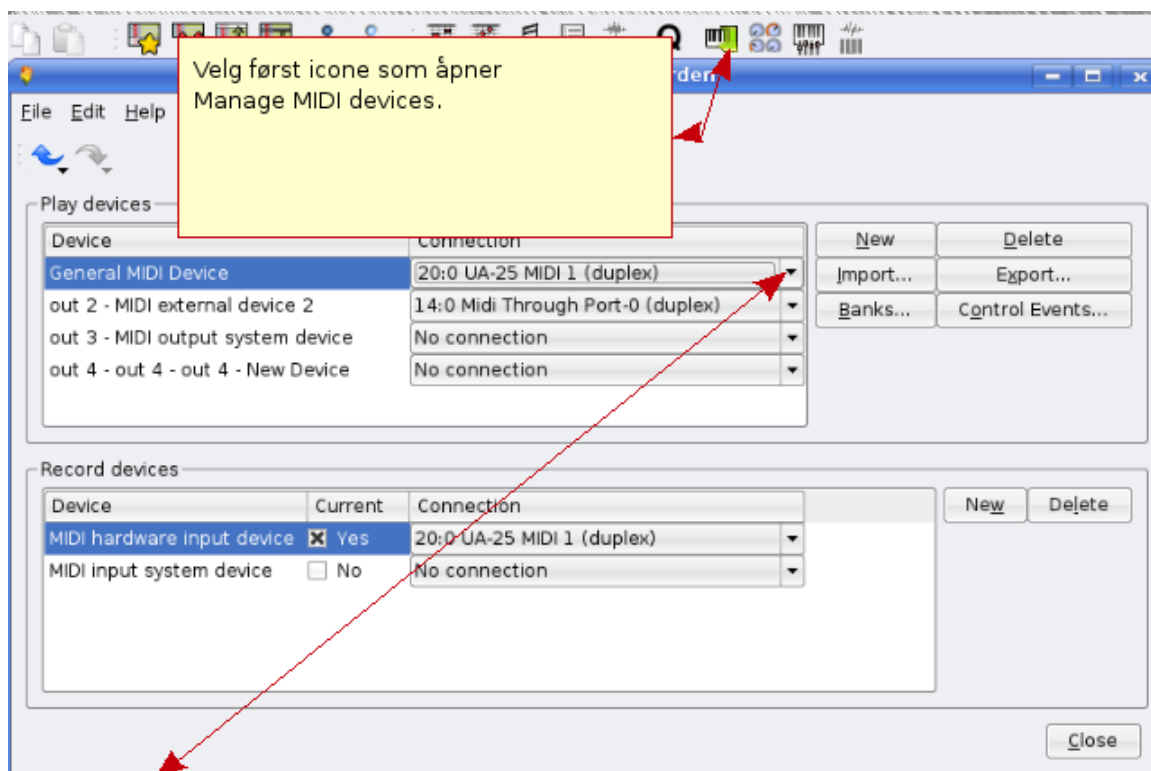 Velg først icone som åpner
Manage MIDI devices.
File Edit Help
Play devices
Device Connection
General MIDI Device 20:0 UA-25 MIDI 1 (duplex)
out 2 - MIDI external device 2 14:0 Midi Through Port-0 (duplex)
out 3 - MIDI output system device No connection
out 4 - out 4 - out 4 - New Device No connection
New Delete
Import... Export...
Banks... Control Events...
Record devices
Device Current Connection
MIDI hardware input device Yes 20:0 UA-25 MIDI 1 (duplex)
MIDI input system device No No connection
New Delete
Close